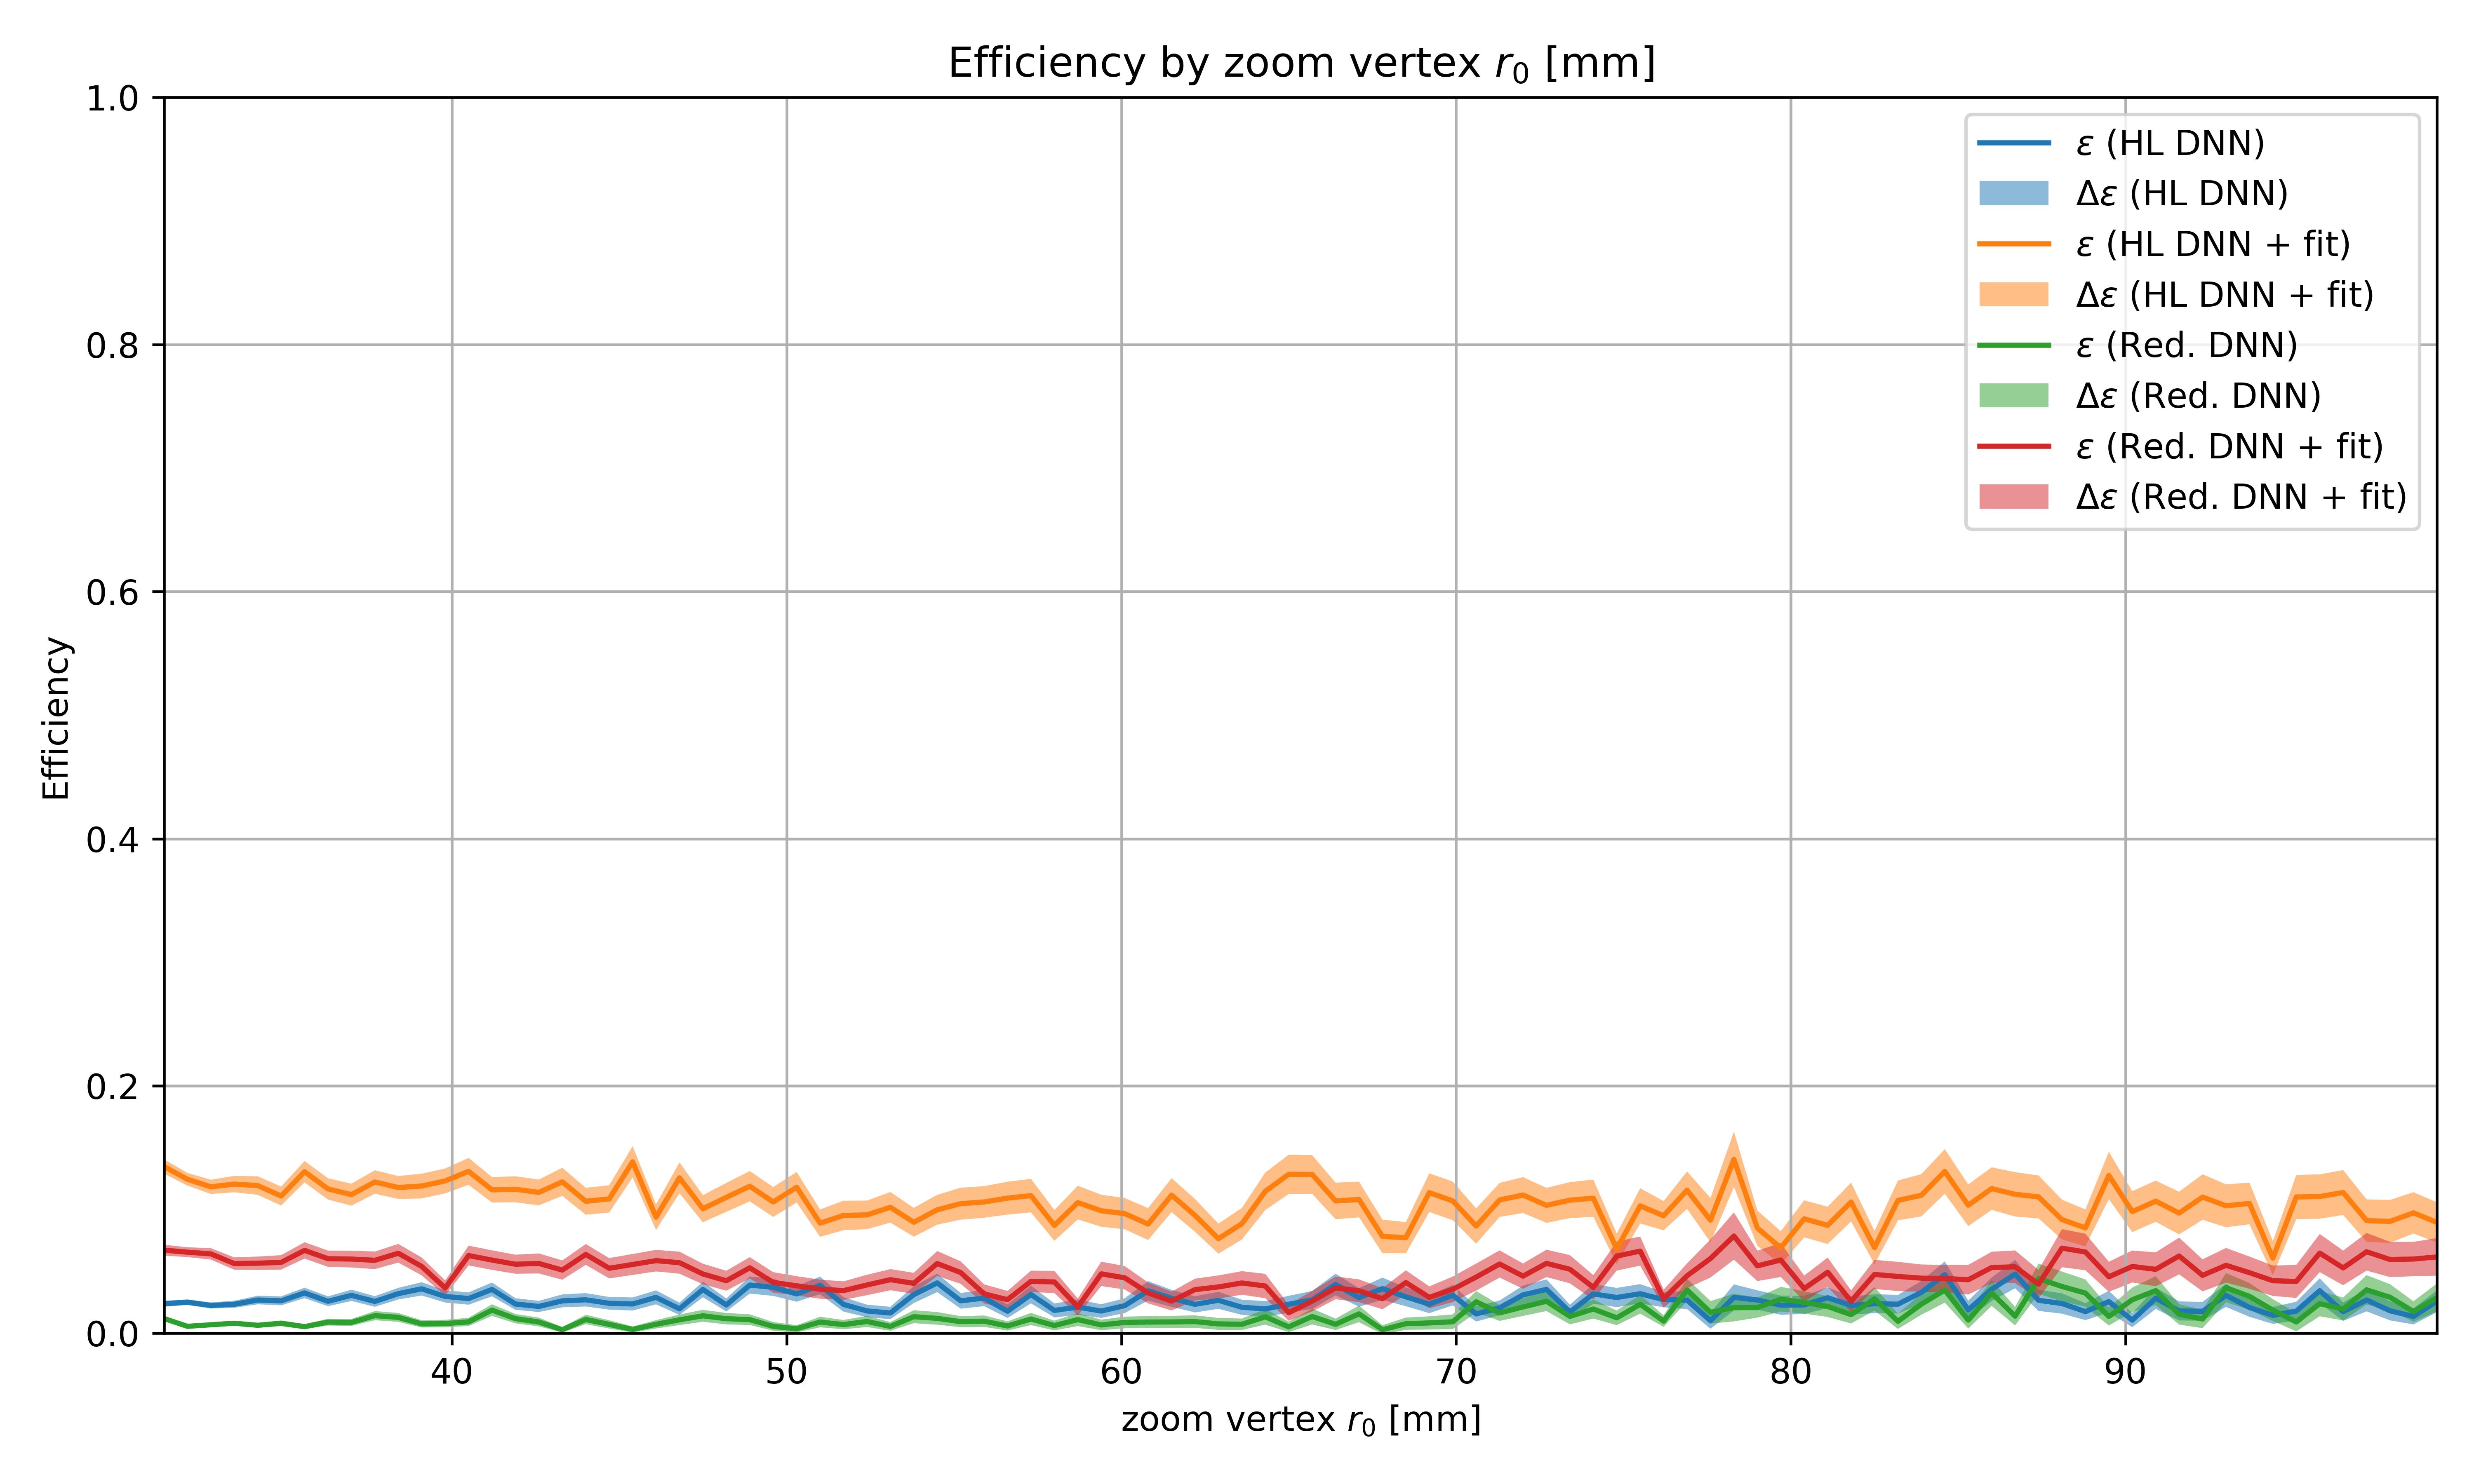 Efficiency by zoom vertex r₀ [mm]
1.0
0.8
0.6
0.4
0.2
0.0
Efficiency
ε (HL DNN)
Δε (HL DNN)
ε (HL DNN + fit)
Δε (HL DNN + fit)
ε (Red. DNN)
Δε (Red. DNN)
ε (Red. DNN + fit)
Δε (Red. DNN + fit)
40 50 60 70 80 90
zoom vertex r₀ [mm]